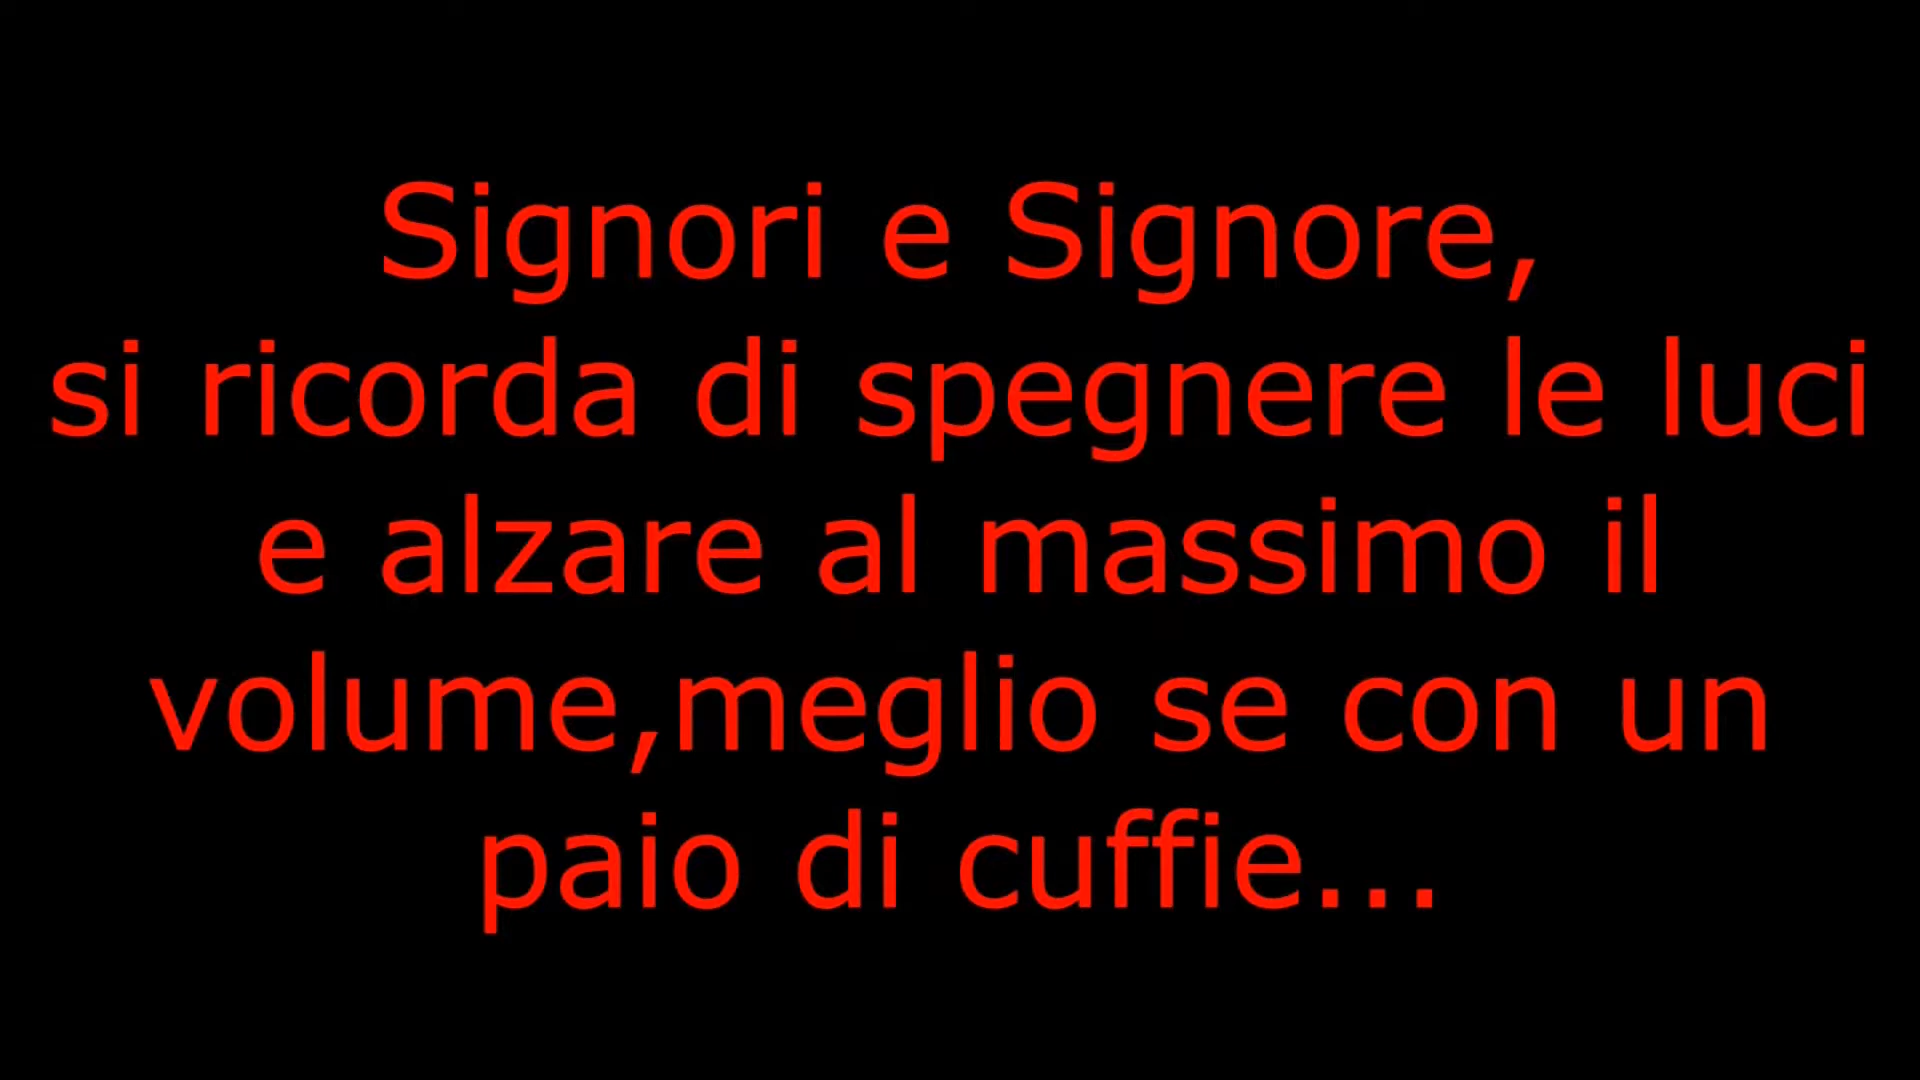 Signori e Signore,
si ricorda di spegnere le luci
e alzare al massimo il
volume,meglio se con un
paio di cuffie...